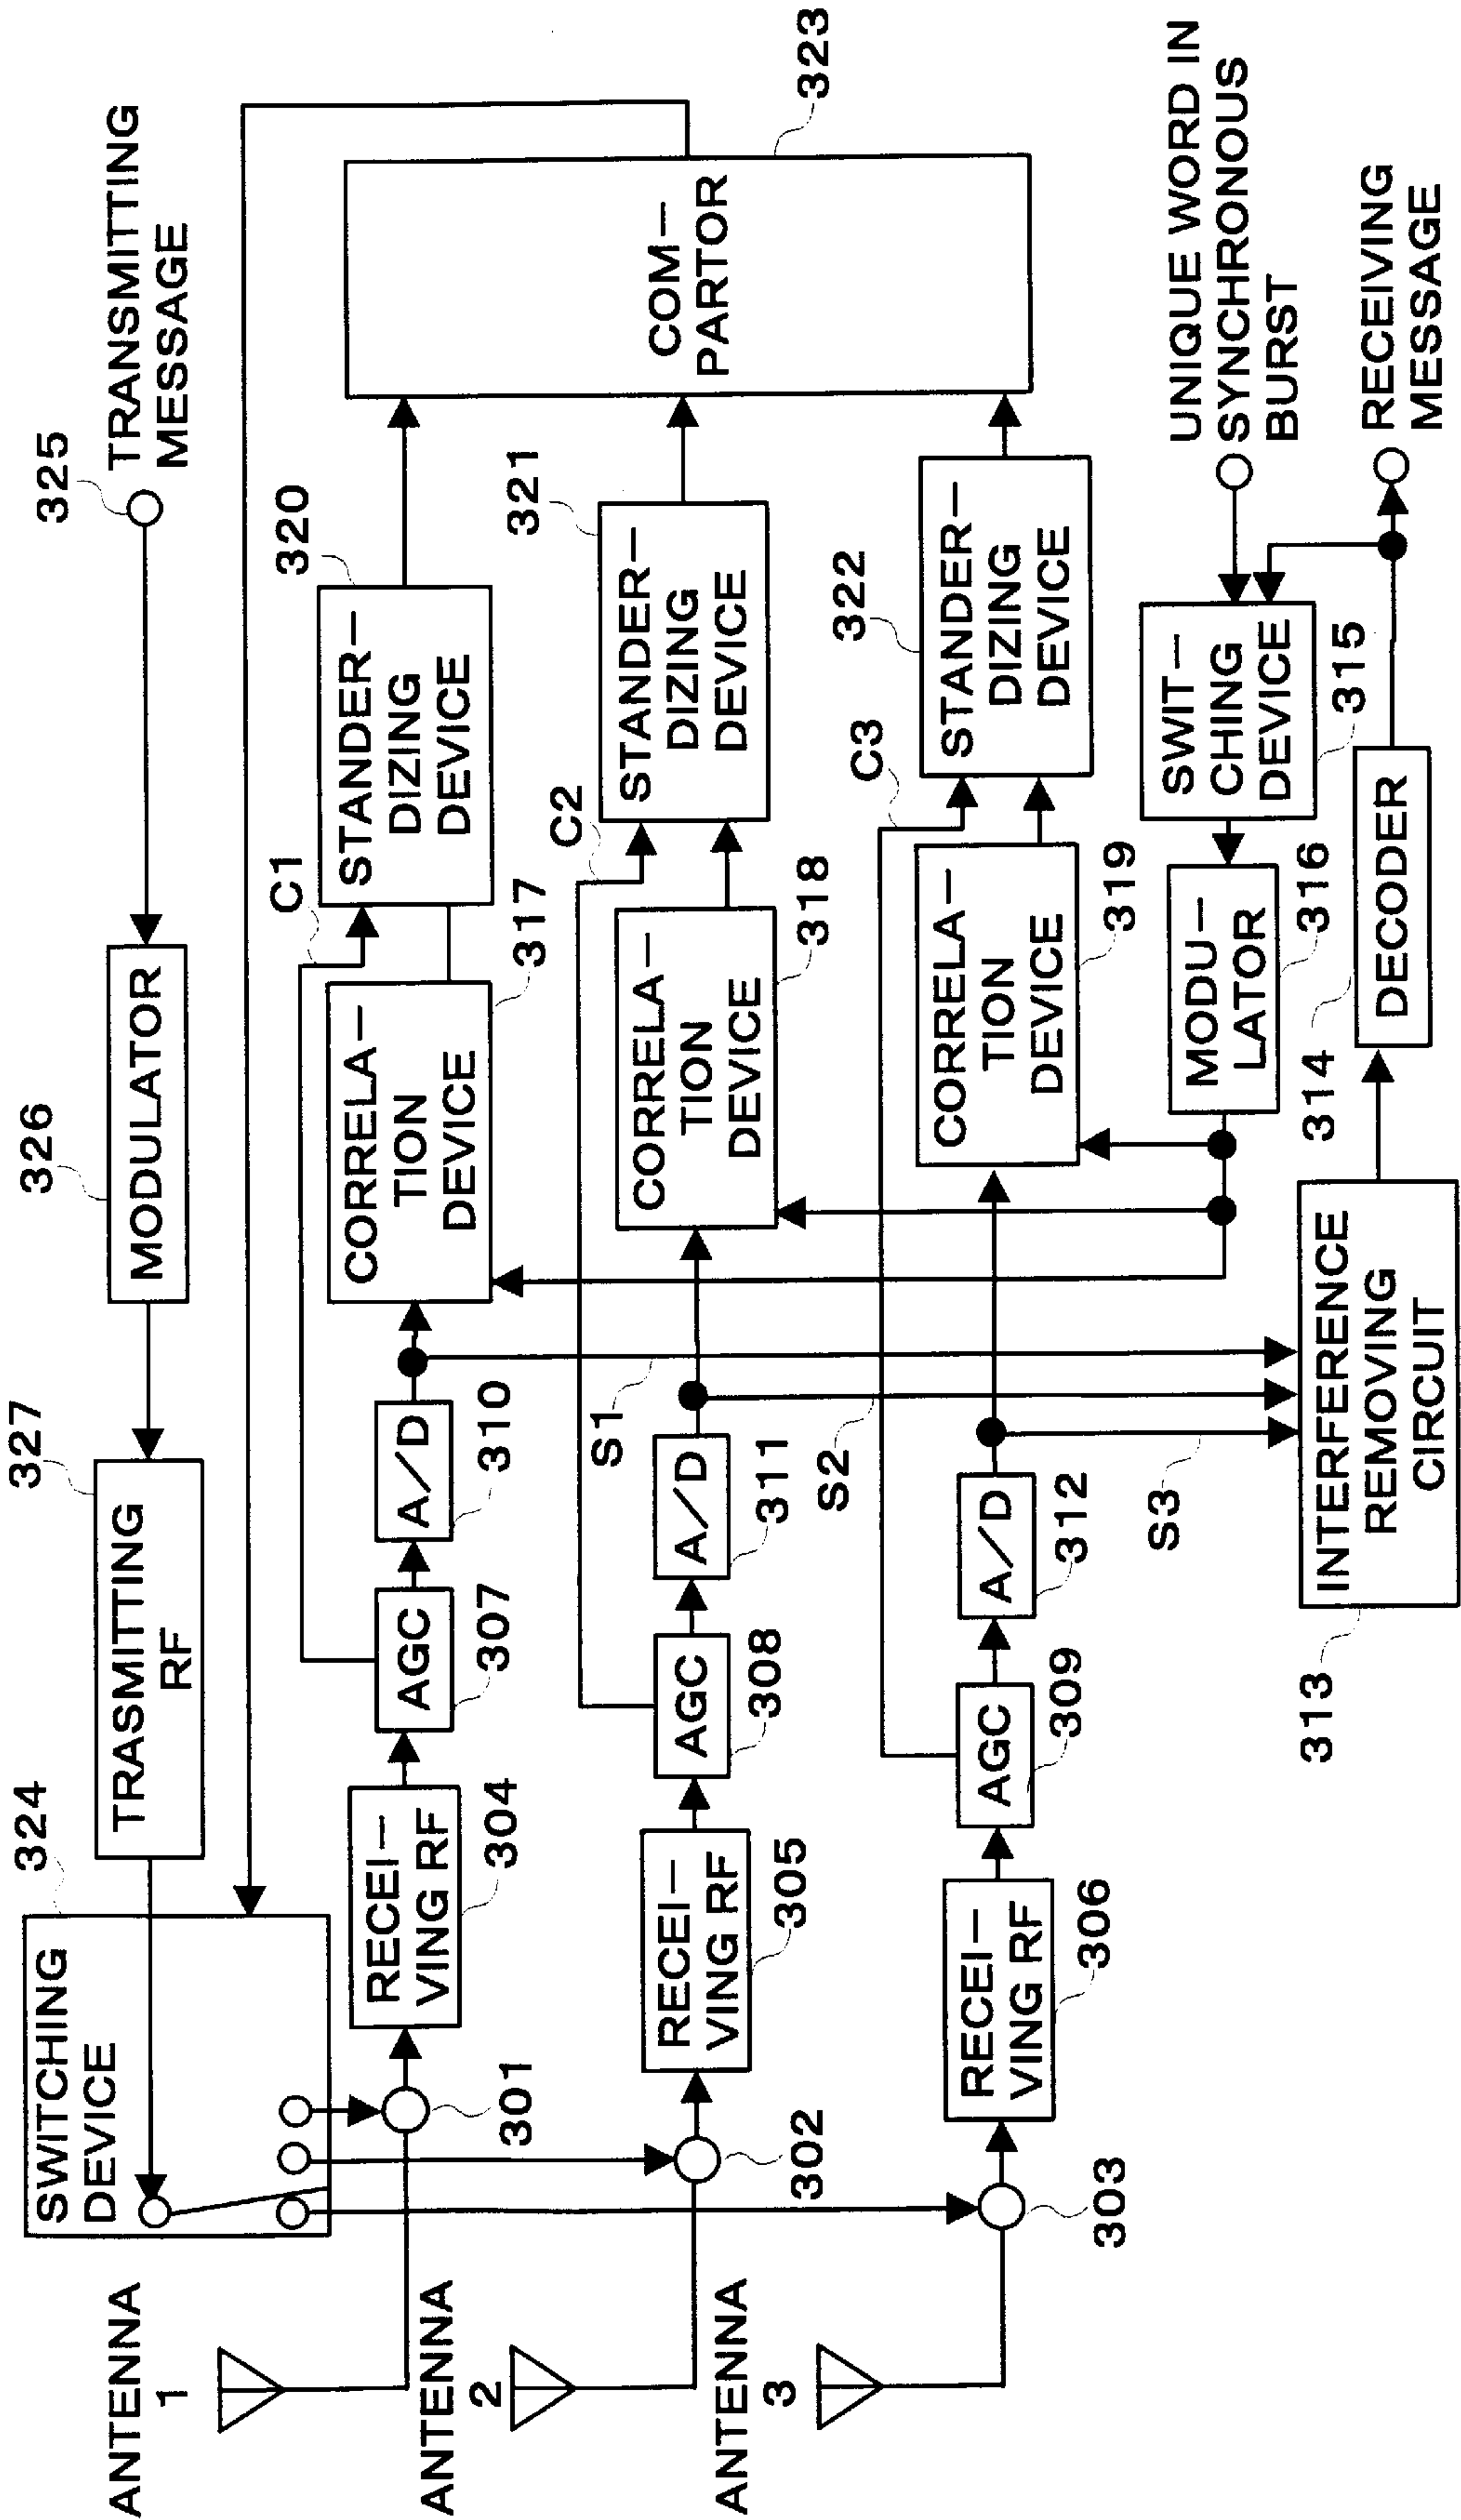 325
TRANSMITTING
MESSAGE
326
MODULATOR
327
TRASMITTING
RF
324
SWITCHING
DEVICE
ANTENNA
1
301
RECEI-
VING RF
304
AGC
307
A/D
310
CORRELA-
TION
DEVICE
317
C1
STANDER-
DIZING
DEVICE
320
COM-
PARTOR
323
ANTENNA
2
302
RECEI-
VING RF
305
AGC
308
A/D
311
S1
CORRELA-
TION
DEVICE
318
C2
STANDER-
DIZING
DEVICE
321
ANTENNA
3
303
RECEI-
VING RF
306
AGC
309
A/D
312
S2
CORRELA-
TION
DEVICE
319
C3
STANDER-
DIZING
DEVICE
322
S3
MODU-
LATOR
316
SWIT-
CHING
DEVICE
315
UNIQUE WORD IN
SYNCHRONOUS
BURST
313
INTERFERENCE
REMOVING
CIRCUIT
314
DECODER
RECEIVING
MESSAGE